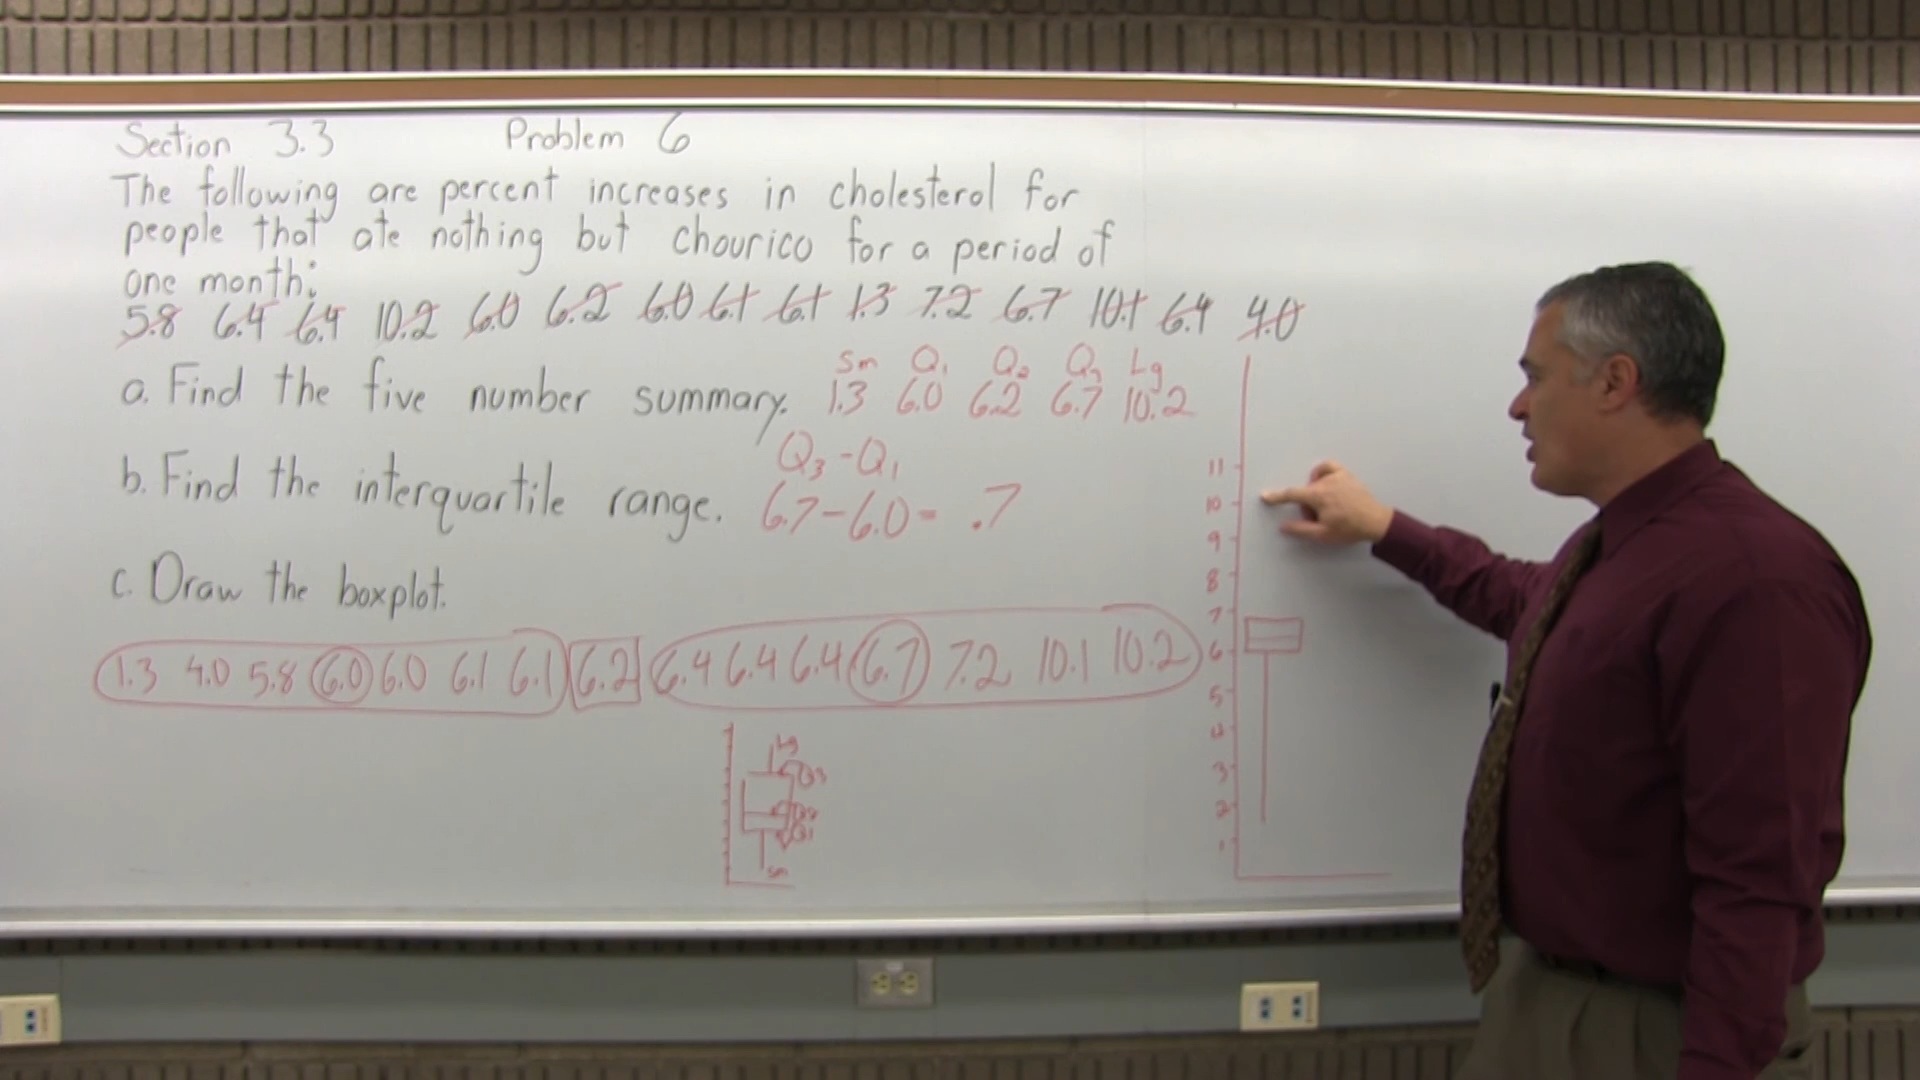 Section 3.3 Problem 6
The following are percent increases in cholesterol for
people that ate nothing but chourico for a period of
one month:
5.8 6.4 6.4 10.2 6.0 6.2 6.0 6.1 6.1 1.3 7.2 6.7 10.1 6.4 4.0
Sm Q1 Q2 Q3 Lg
a. Find the five number summary. 1.3 6.0 6.2 6.7 10.2
Q3 - Q1
b. Find the interquartile range. 6.7 - 6.0 = .7
c. Draw the boxplot.
1.3 4.0 5.8 6.0 6.0 6.1 6.1 6.2 6.4 6.4 6.4 6.7 7.2 10.1 10.2
Lg
Q3
Q2
Q1
Sm
11
10
9
8
7
6
5
4
3
2
1